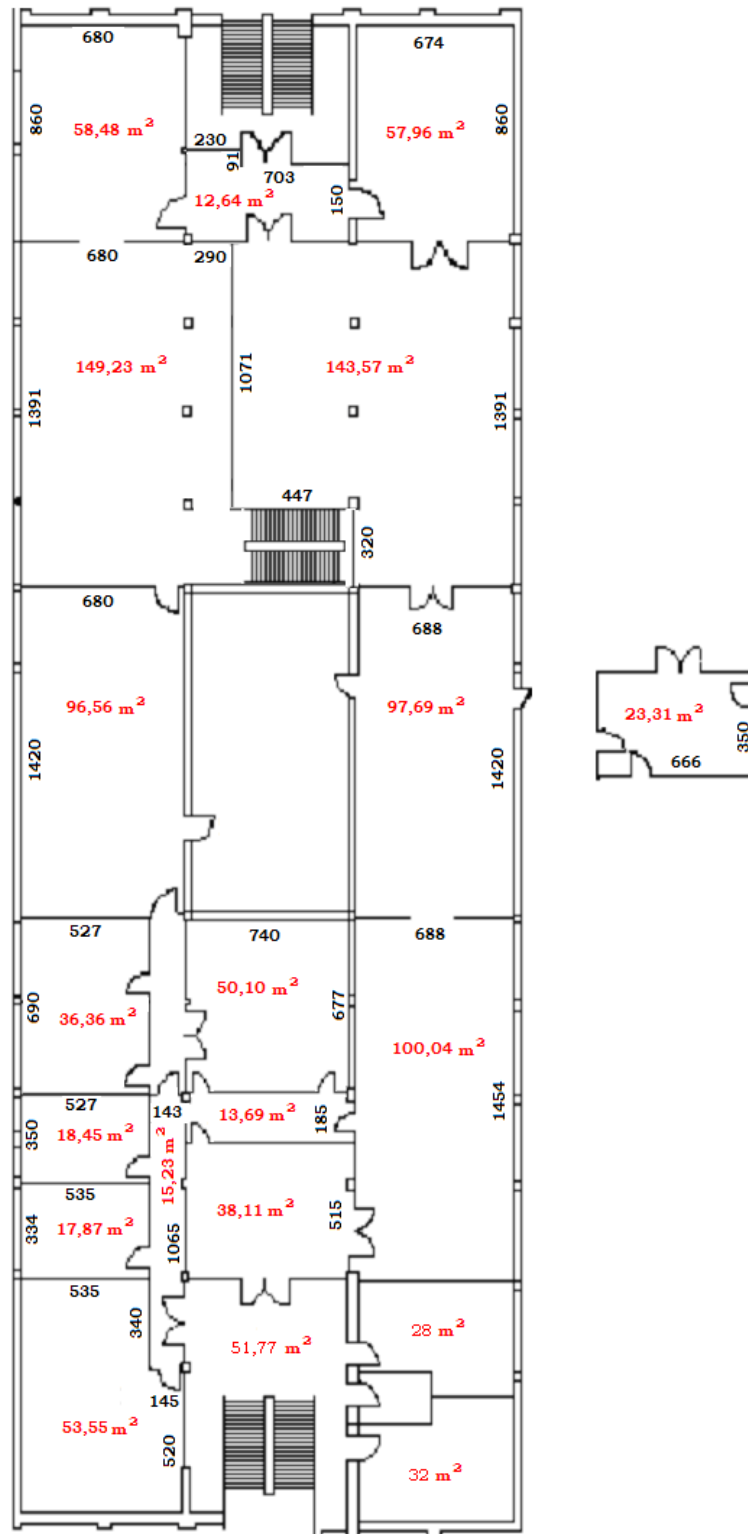 680
674
860
58,48 m²
57,96 m²
860
230
91
703
12,64 m²
150
680
290
149,23 m²
1071
143,57 m²
1391
1391
447
320
680
688
96,56 m²
97,69 m²
23,31 m²
350
1420
1420
666
527
740
688
50,10 m²
690
677
36,36 m²
100,04 m²
527
143
13,69 m²
185
1454
350
18,45 m²
15,23 m²
535
38,11 m²
515
334
17,87 m²
1065
535
340
51,77 m²
28 m²
145
53,55 m²
520
32 m²